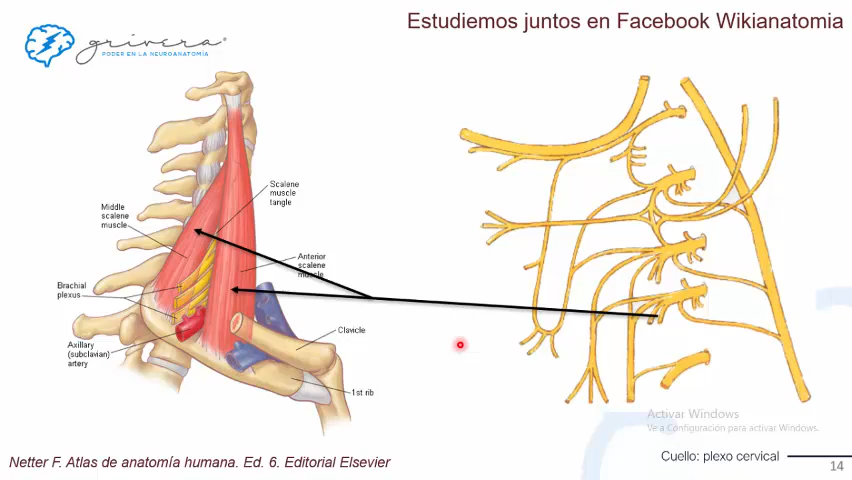 Estudiemos juntos en Facebook Wikianatomia
grivera®
PODER EN LA NEUROANATOMÍA
Scalene
muscle
tangle
Middle
scalene
muscle
Anterior
scalene
muscle
Brachial
plexus
Clavicle
Axillary
(subclavian)
artery
1st rib
Activar Windows
Ve a Configuración para activar Windows.
Cuello: plexo cervical
Netter F. Atlas de anatomía humana. Ed. 6. Editorial Elsevier
14